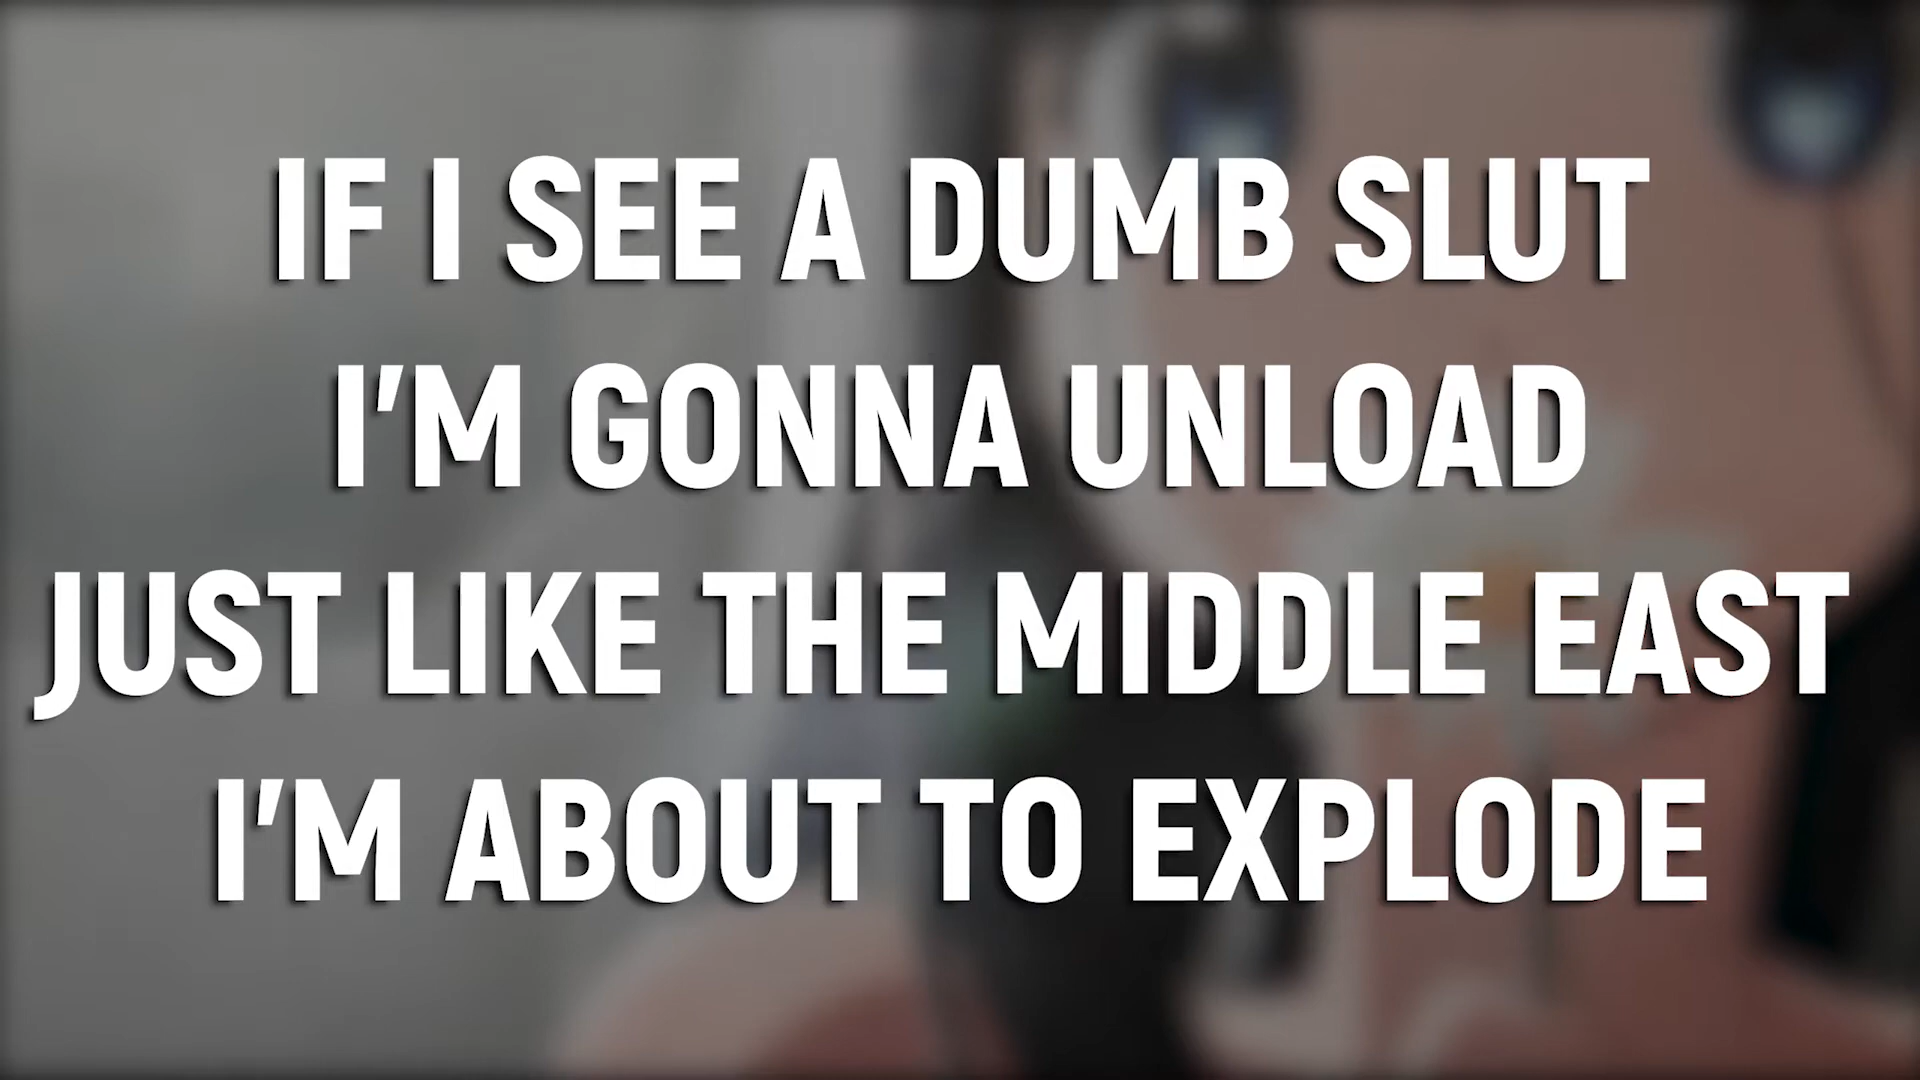 IF I SEE A DUMB SLUT
I'M GONNA UNLOAD
JUST LIKE THE MIDDLE EAST
I'M ABOUT TO EXPLODE